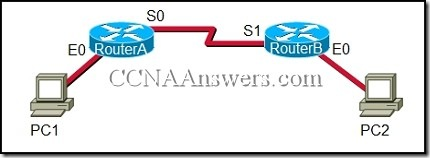 S0
S1
E0
RouterA
RouterB
E0
CCNAAnswers.com
PC1
PC2